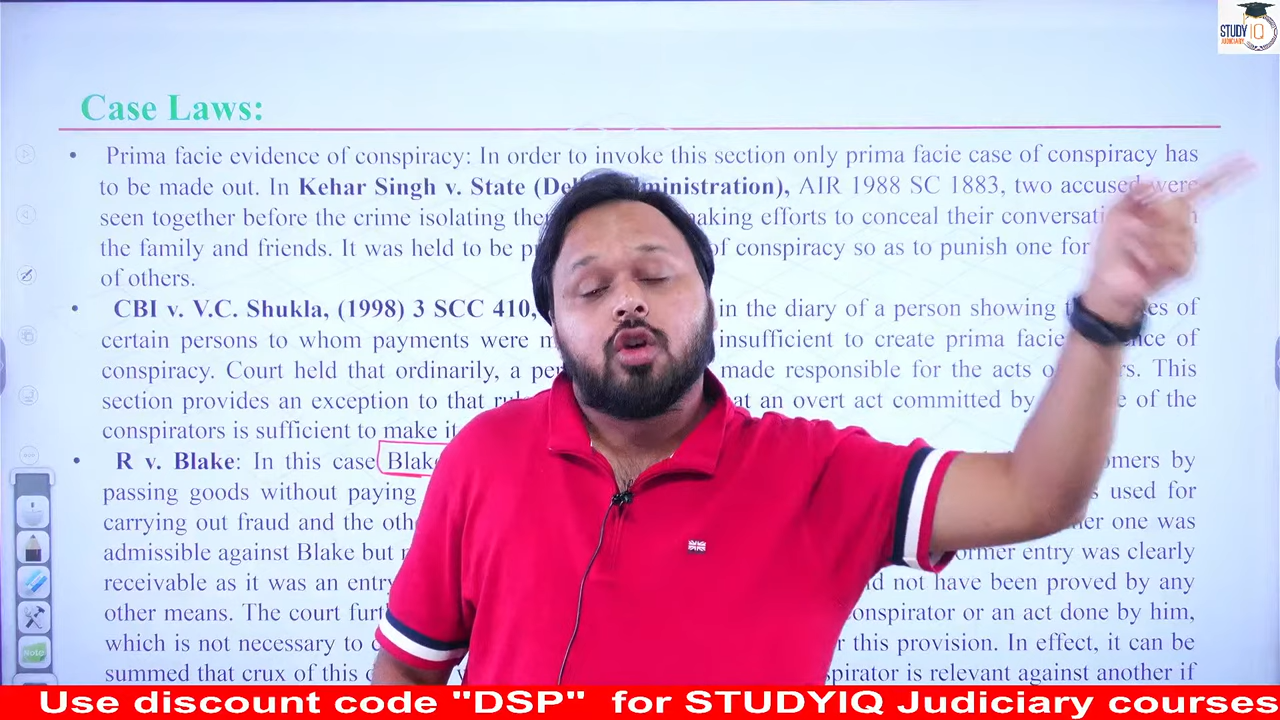 STUDY IQ
JUDICIARY
Case Laws:
• Prima facie evidence of conspiracy: In order to invoke this section only prima facie case of conspiracy has
to be made out. In Kehar Singh v. State (De ministration), AIR 1988 SC 1883, two accused were
seen together before the crime isolating the making efforts to conceal their conversati
the family and friends. It was held to be p of conspiracy so as to punish one for
of others.
• CBI v. V.C. Shukla, (1998) 3 SCC 410, in the diary of a person showing of
certain persons to whom payments were m insufficient to create prima facie of
conspiracy. Court held that ordinarily, a pe made responsible for the acts This
section provides an exception to that ru at an overt act committed by of the
conspirators is sufficient to make it
• R v. Blake: In this case Blak omers by
passing goods without paying used for
carrying out fraud and the oth er one was
admissible against Blake but ormer entry was clearly
receivable as it was an entry d not have been proved by any
other means. The court furt onspirator or an act done by him,
which is not necessary to r this provision. In effect, it can be
summed that crux of this spirator is relevant against another if
Note
Use discount code "DSP" for STUDYIQ Judiciary courses